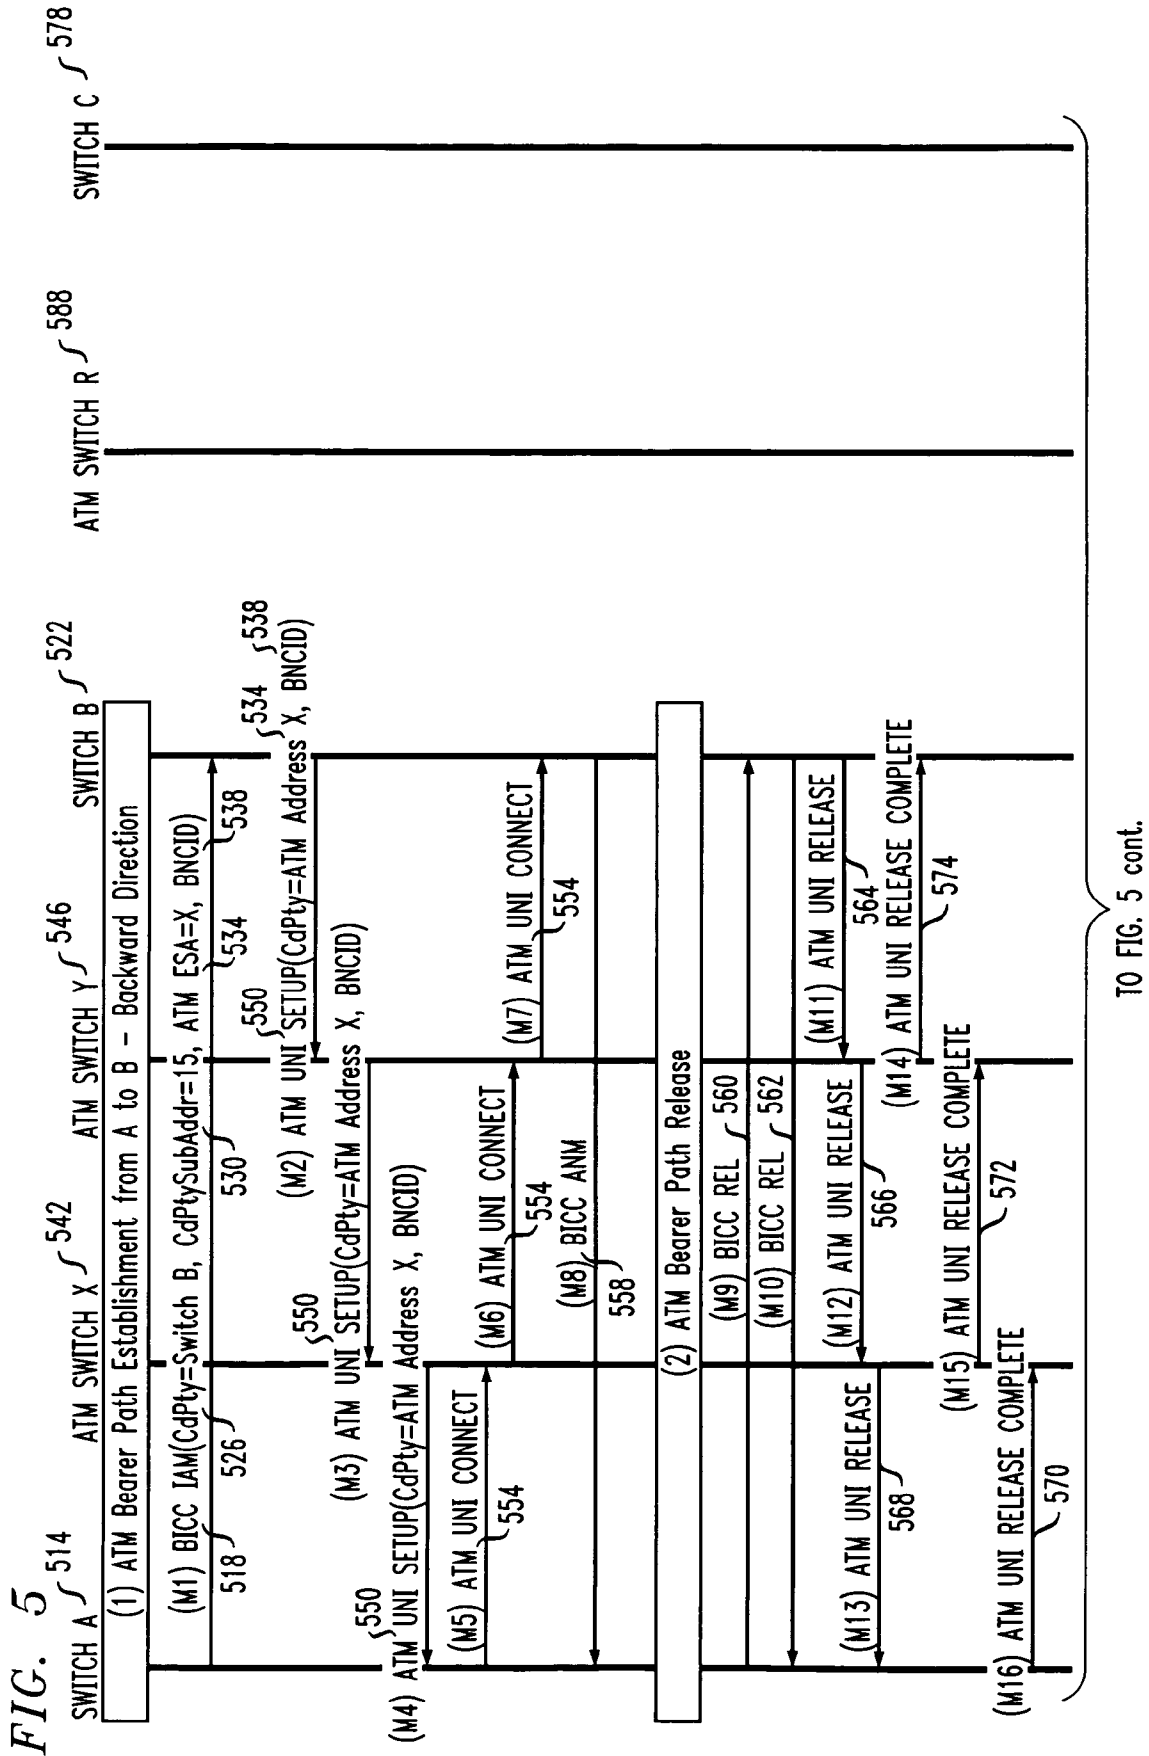 FIG. 5
SWITCH A 514
ATM SWITCH X 542
ATM SWITCH Y 546
SWITCH B 522
ATM SWITCH R 588
SWITCH C 578
(1) ATM Bearer Path Establishment from A to B – Backward Direction
(M1) BICC IAM(CdPty=Switch B, CdPtySubAddr=15, ATM ESA=X, BNCID)
518 526 530 534 538
550 534 538
(M2) ATM UNI SETUP(CdPty=ATM Address X, BNCID)
550
(M3) ATM UNI SETUP(CdPty=ATM Address X, BNCID)
550
(M4) ATM UNI SETUP(CdPty=ATM Address X, BNCID)
(M5) ATM UNI CONNECT
554
(M6) ATM UNI CONNECT
554
(M7) ATM UNI CONNECT
554
(M8) BICC ANM
558
(2) ATM Bearer Path Release
(M9) BICC REL 560
(M10) BICC REL 562
(M11) ATM UNI RELEASE
564
(M12) ATM UNI RELEASE
566
(M13) ATM UNI RELEASE
568
(M14) ATM UNI RELEASE COMPLETE
574
(M15) ATM UNI RELEASE COMPLETE
572
(M16) ATM UNI RELEASE COMPLETE
570
TO FIG. 5 cont.